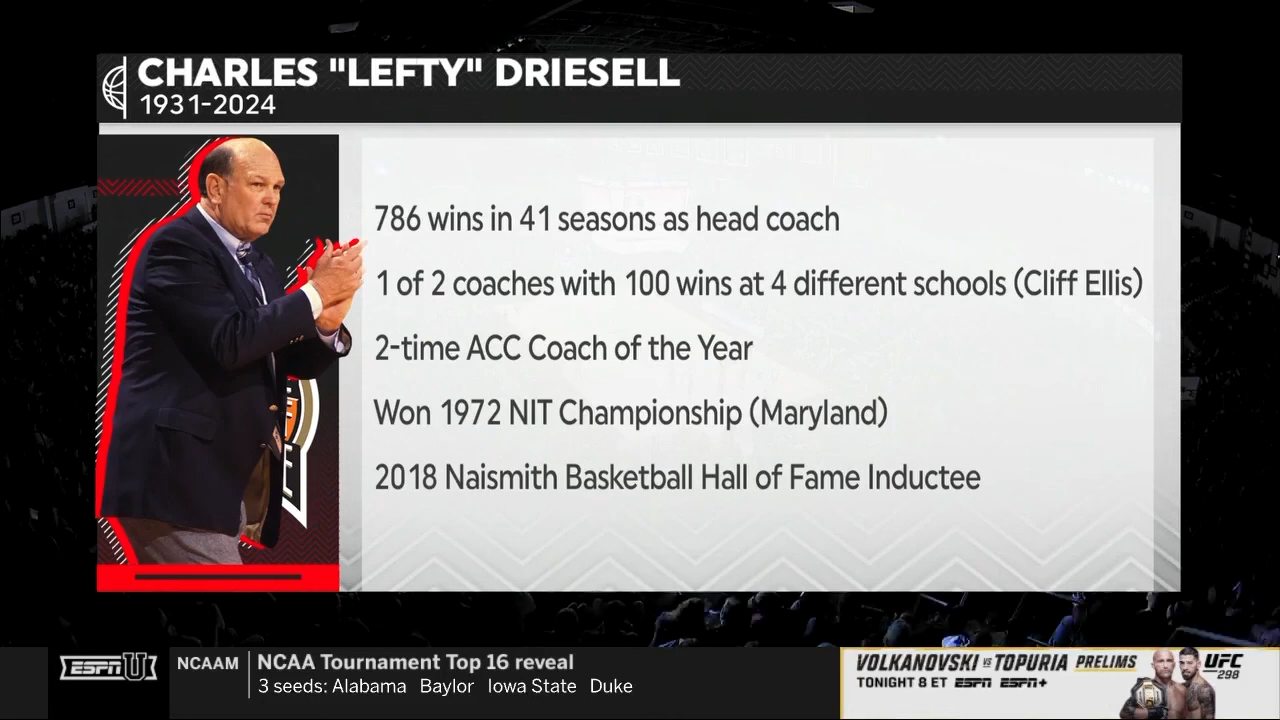 CHARLES "LEFTY" DRIESELL
1931-2024
786 wins in 41 seasons as head coach
1 of 2 coaches with 100 wins at 4 different schools (Cliff Ellis)
2-time ACC Coach of the Year
Won 1972 NIT Championship (Maryland)
2018 Naismith Basketball Hall of Fame Inductee
ESPN U
NCAAM
NCAA Tournament Top 16 reveal
3 seeds: Alabama Baylor Iowa State Duke
VOLKANOVSKI VS TOPURIA PRELIMS
TONIGHT 8 ET ESPN ESPN+
UFC
298